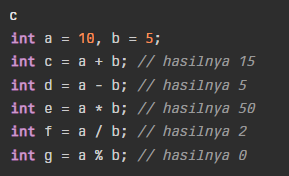 c
int a = 10, b = 5;
int c = a + b; // hasilnya 15
int d = a - b; // hasilnya 5
int e = a * b; // hasilnya 50
int f = a / b; // hasilnya 2
int g = a % b; // hasilnya 0